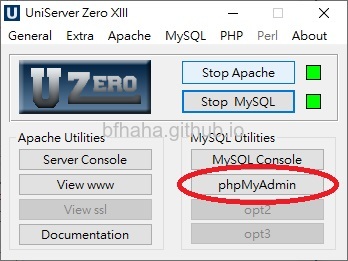 UniServer Zero XIII
General Extra Apache MySQL PHP Perl About
U ZERO
Stop Apache
Stop MySQL
bfhaha.github.io
Apache Utilities
MySQL Utilities
Server Console
MySQL Console
View www
phpMyAdmin
View ssl
opt2
Documentation
opt3